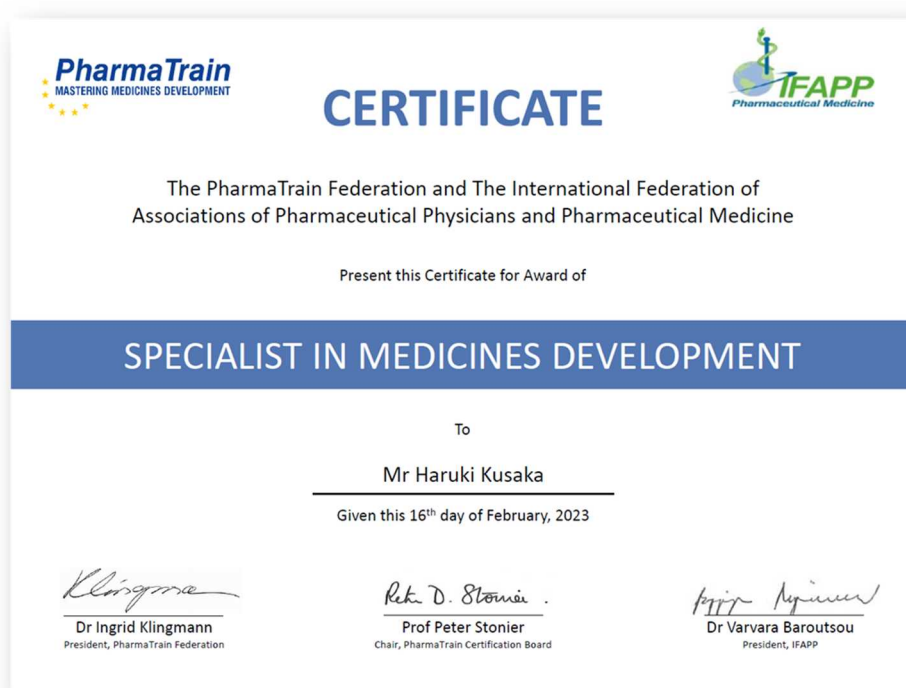 PharmaTrain
MASTERING MEDICINES DEVELOPMENT
IFAPP
Pharmaceutical Medicine
CERTIFICATE
The PharmaTrain Federation and The International Federation of
Associations of Pharmaceutical Physicians and Pharmaceutical Medicine
Present this Certificate for Award of
SPECIALIST IN MEDICINES DEVELOPMENT
To
Mr Haruki Kusaka
Given this 16th day of February, 2023
Klingma
Peter D. Stonier.
Dr Ingrid Klingmann
President, PharmaTrain Federation
Prof Peter Stonier
Chair, PharmaTrain Certification Board
Dr Varvara Baroutsou
President, IFAPP